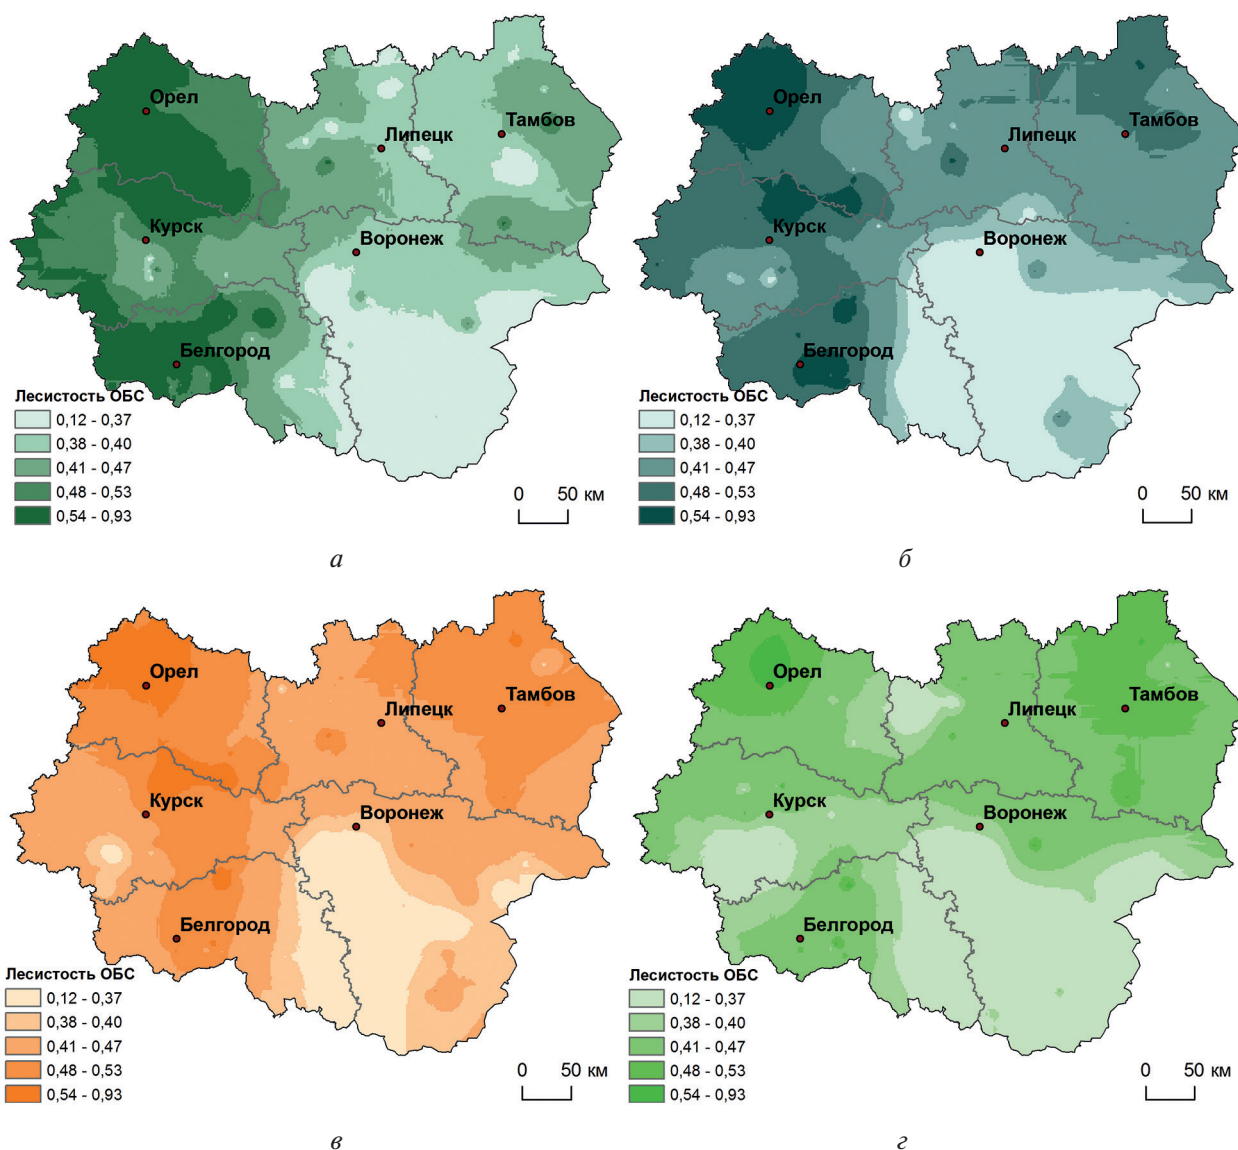 Орел
Тамбов
Липецк
Курск
Воронеж
Белгород
Лесистость ОБС
0,12 - 0,37
0,38 - 0,40
0,41 - 0,47
0,48 - 0,53
0,54 - 0,93
0 50 км
а
Орел
Тамбов
Липецк
Курск
Воронеж
Белгород
Лесистость ОБС
0,12 - 0,37
0,38 - 0,40
0,41 - 0,47
0,48 - 0,53
0,54 - 0,93
0 50 км
б
Орел
Тамбов
Липецк
Курск
Воронеж
Белгород
Лесистость ОБС
0,12 - 0,37
0,38 - 0,40
0,41 - 0,47
0,48 - 0,53
0,54 - 0,93
0 50 км
в
Орел
Тамбов
Липецк
Курск
Воронеж
Белгород
Лесистость ОБС
0,12 - 0,37
0,38 - 0,40
0,41 - 0,47
0,48 - 0,53
0,54 - 0,93
0 50 км
г